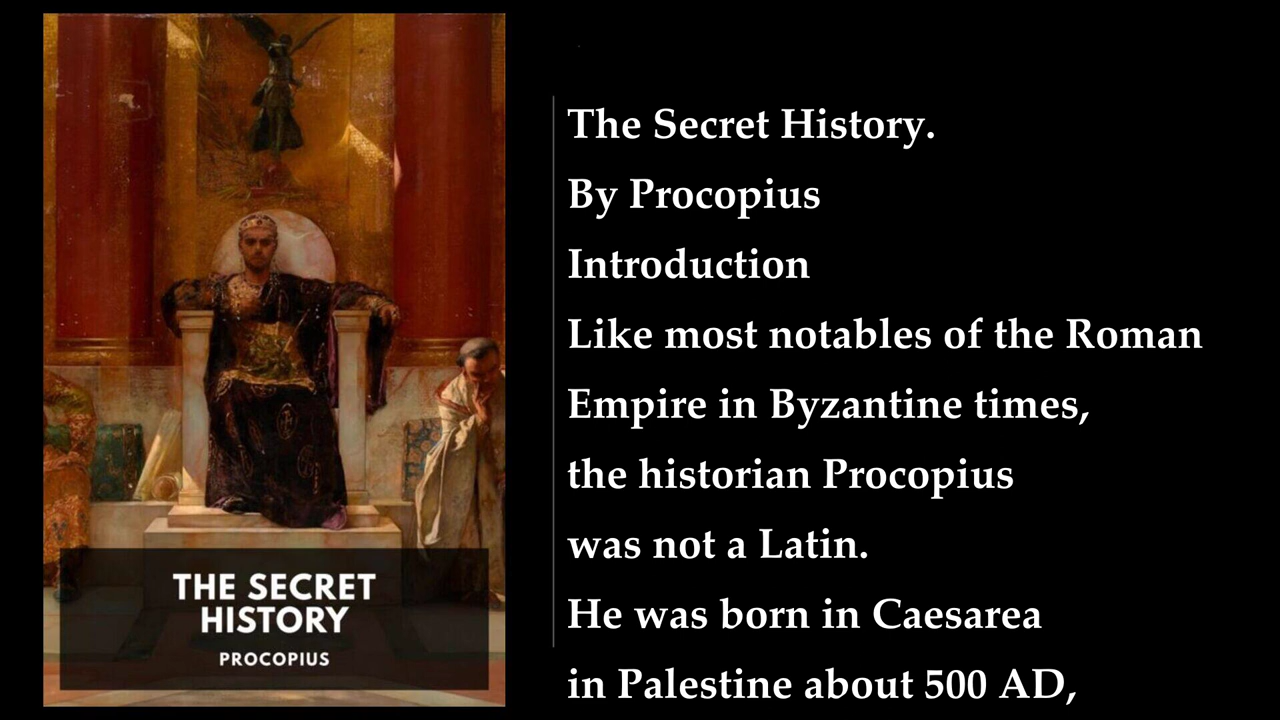 THE SECRET
HISTORY
PROCOPIUS
The Secret History.
By Procopius
Introduction
Like most notables of the Roman
Empire in Byzantine times,
the historian Procopius
was not a Latin.
He was born in Caesarea
in Palestine about 500 AD,